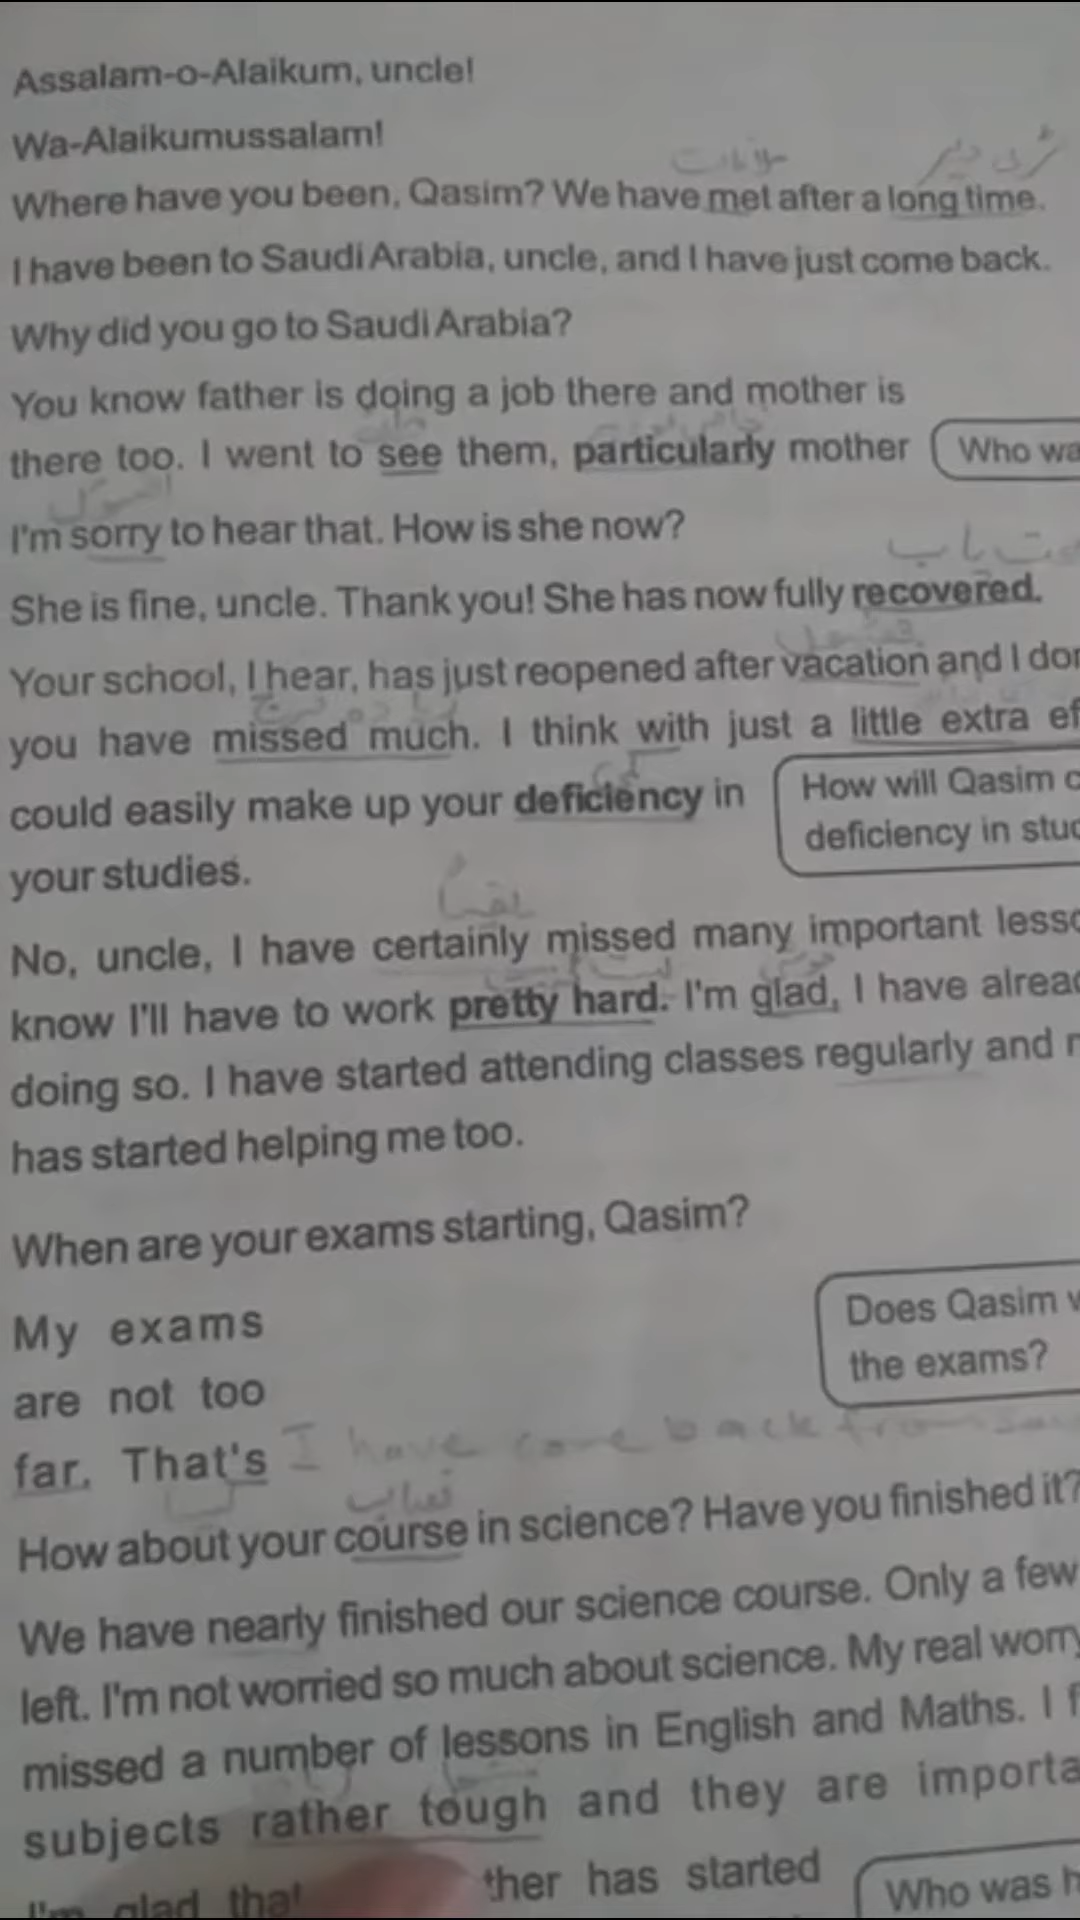 Assalam-o-Alaikum, uncle!
Wa-Alaikumussalam!
Where have you been, Qasim? We have met after a long time.
I have been to Saudi Arabia, uncle, and I have just come back.
Why did you go to Saudi Arabia?
You know father is doing a job there and mother is
there too. I went to see them, particularly mother
Who
I'm sorry to hear that. How is she now?
She is fine, uncle. Thank you! She has now fully recovered.
Your school, I hear, has just reopened after vacation and I
you have missed much. I think with just a little extra
could easily make up your deficiency in
How will Qasim
deficiency in
your studies.
یقیناً
No, uncle, I have certainly missed many important
know I'll have to work pretty hard. I'm glad, I have
doing so. I have started attending classes regularly and
has started helping me too.
When are your exams starting, Qasim?
My exams
are not too
far. That's
Does Qasim
the exams?
I have come back from
How about your course in science? Have you finished it?
We have nearly finished our science course. Only a few
left. I'm not worried so much about science. My real
missed a number of lessons in English and Maths. I
subjects rather tough and they are
I'm glad that
has started
Who was